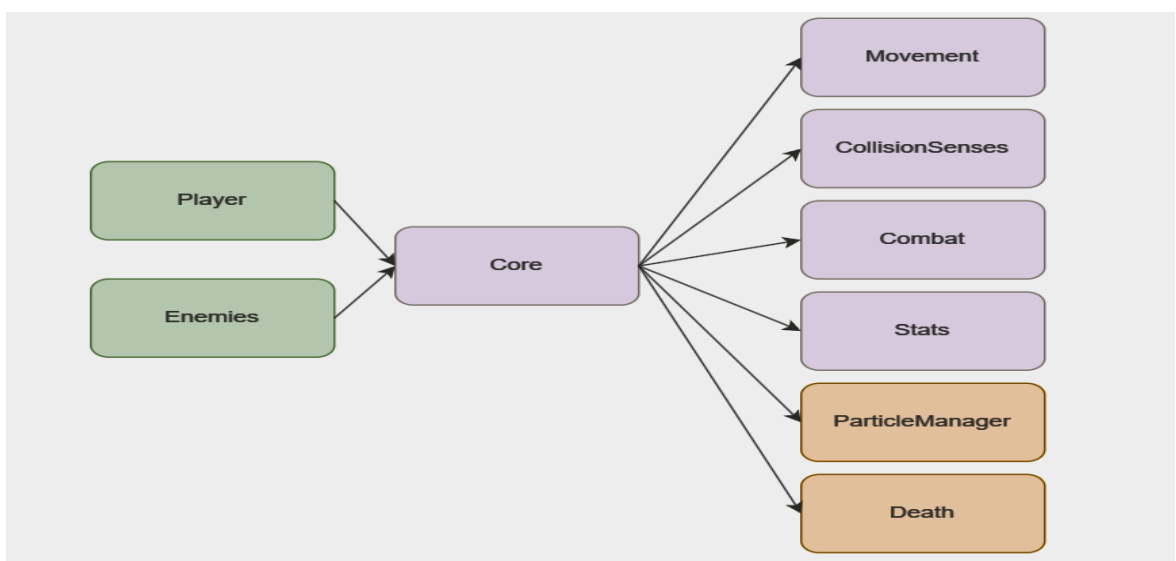 Player
Enemies
Core
Movement
CollisionSenses
Combat
Stats
ParticleManager
Death